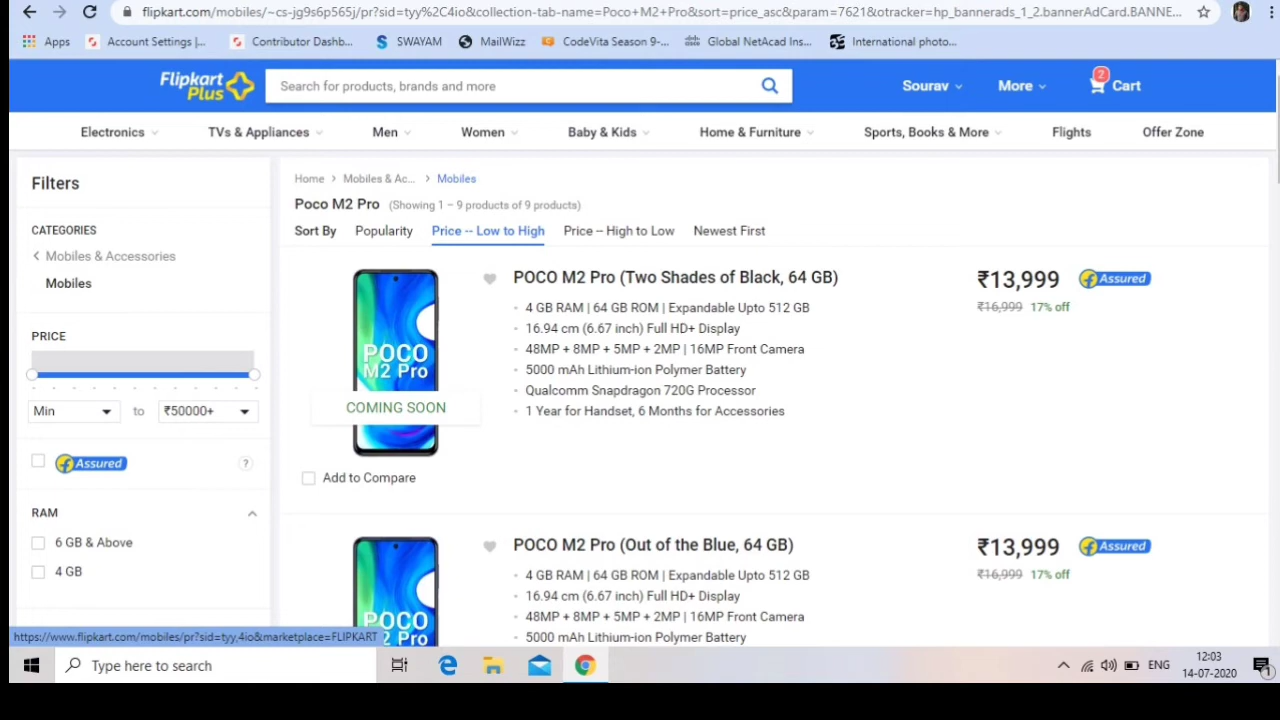 flipkart.com/mobiles/~cs-jg9s6p565j/pr?sid=tyy%2C4io&collection-tab-name=Poco+M2+Pro&sort=price_asc&param=7621&otracker=hp_bannerads_1_2.bannerAdCard.BANNE...
Apps Account Settings |... Contributor Dashb... SWAYAM MailWizz CodeVita Season 9-... Global NetAcad Ins... International photo...
Flipkart Plus Search for products, brands and more Sourav More 2 Cart
Electronics TVs & Appliances Men Women Baby & Kids Home & Furniture Sports, Books & More Flights Offer Zone
Filters
CATEGORIES
Mobiles & Accessories
Mobiles
PRICE
Min to ₹50000+
Assured ?
RAM
6 GB & Above
4 GB
Home > Mobiles & Ac... > Mobiles
Poco M2 Pro (Showing 1 – 9 products of 9 products)
Sort By Popularity Price -- Low to High Price -- High to Low Newest First
POCO M2 Pro
COMING SOON
Add to Compare
POCO M2 Pro (Two Shades of Black, 64 GB)
4 GB RAM | 64 GB ROM | Expandable Upto 512 GB
16.94 cm (6.67 inch) Full HD+ Display
48MP + 8MP + 5MP + 2MP | 16MP Front Camera
5000 mAh Lithium-ion Polymer Battery
Qualcomm Snapdragon 720G Processor
1 Year for Handset, 6 Months for Accessories
₹13,999 Assured
₹16,999 17% off
POCO
2 Pro
POCO M2 Pro (Out of the Blue, 64 GB)
4 GB RAM | 64 GB ROM | Expandable Upto 512 GB
16.94 cm (6.67 inch) Full HD+ Display
48MP + 8MP + 5MP + 2MP | 16MP Front Camera
5000 mAh Lithium-ion Polymer Battery
₹13,999 Assured
₹16,999 17% off
https://www.flipkart.com/mobiles/pr?sid=tyy,4io&marketplace=FLIPKART
Type here to search ENG 12:03
14-07-2020 1